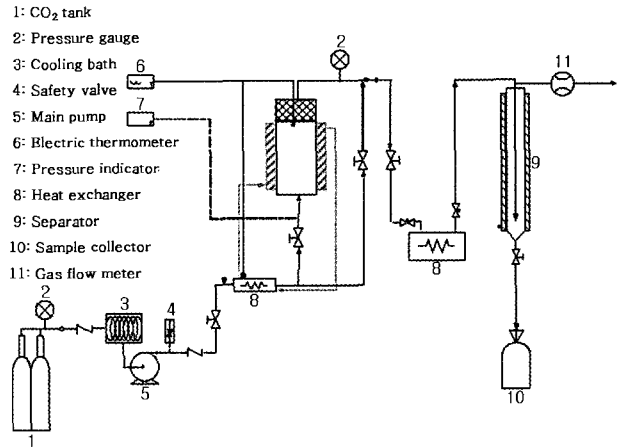 1: CO₂ tank
2: Pressure gauge
3: Cooling bath
4: Safety valve
5: Main pump
6: Electric thermometer
7: Pressure indicator
8: Heat exchanger
9: Separator
10: Sample collector
11: Gas flow meter
6
7
2
11
9
8
8
2
3
4
5
1
10